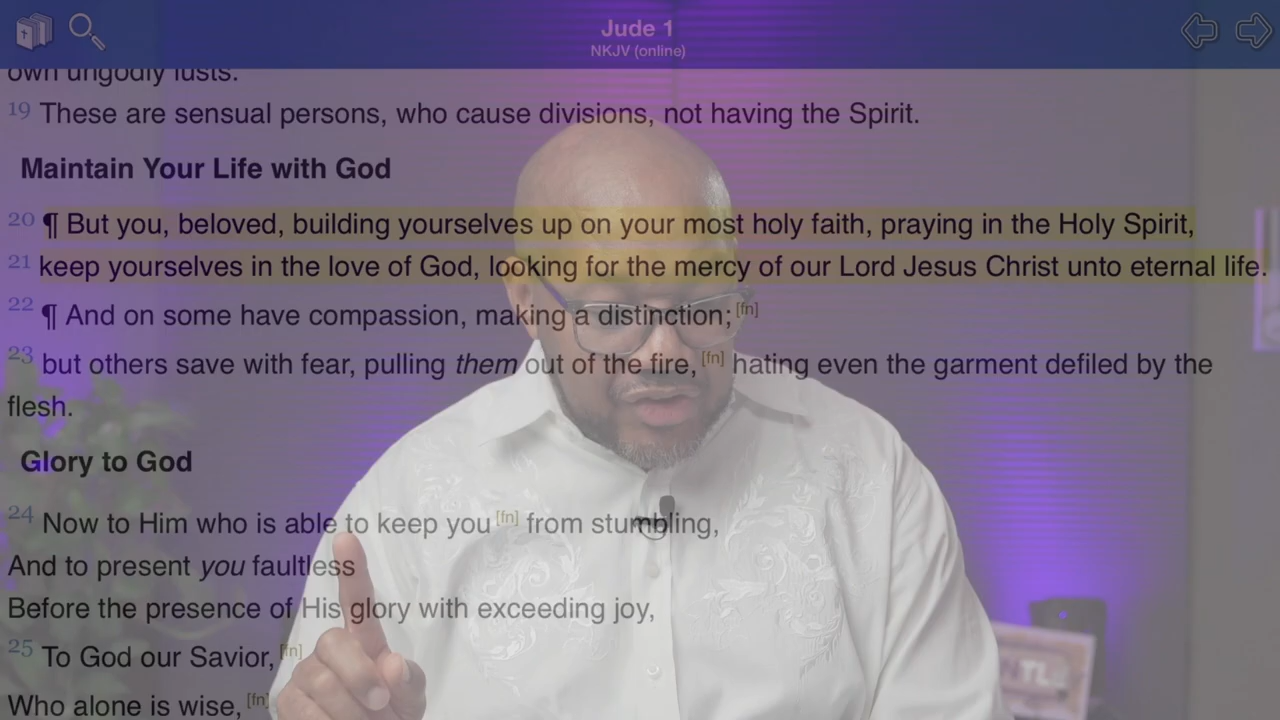 Jude 1
NKJV (online)
own ungodly lusts.
19 These are sensual persons, who cause divisions, not having the Spirit.
Maintain Your Life with God
20 ¶ But you, beloved, building yourselves up on your most holy faith, praying in the Holy Spirit,
21 keep yourselves in the love of God, looking for the mercy of our Lord Jesus Christ unto eternal life.
22 ¶ And on some have compassion, making a distinction; [fn]
23 but others save with fear, pulling them out of the fire, [fn] hating even the garment defiled by the
flesh.
Glory to God
24 Now to Him who is able to keep you [fn] from stumbling,
And to present you faultless
Before the presence of His glory with exceeding joy,
25 To God our Savior, [fn]
Who alone is wise, [fn]